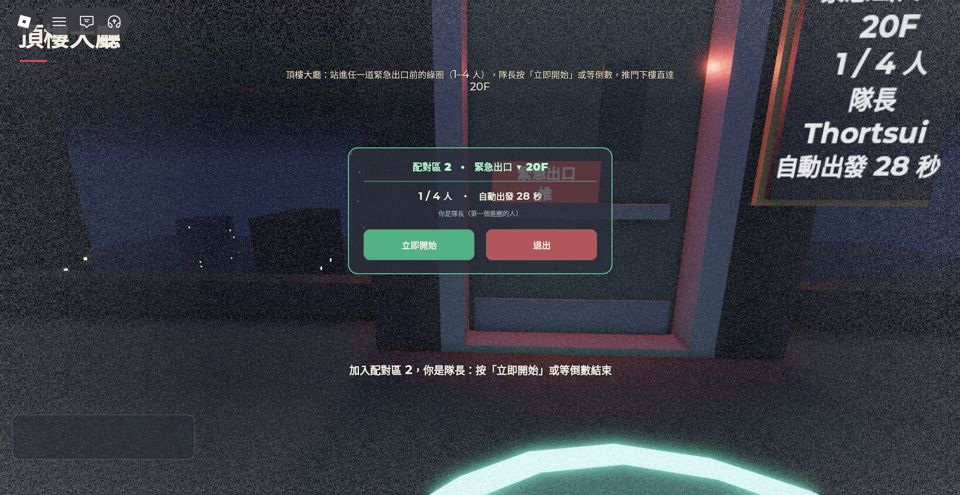 頂樓大廳
頂樓大廳：站進任一道緊急出口前的綠圈（1–4 人），隊長按「立即開始」或等倒數，推門下樓直達
20F
20F
1 / 4 人
隊長
Thortsui
自動出發 28 秒
配對區 2 • 緊急出口 ▼ 20F
緊急出口
推
1 / 4 人 · 自動出發 28 秒
你是隊長（第一個進圈的人）
立即開始
退出
加入配對區 2，你是隊長：按「立即開始」或等倒數結束